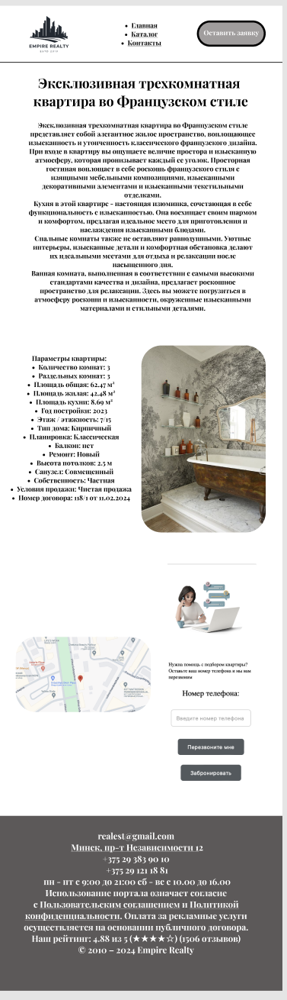 EMPIRE REALTY
Главная
Каталог
Контакты
Оставить заявку
Эксклюзивная трехкомнатная
квартира во Французском стиле
Эксклюзивная трехкомнатная квартира во Французском стиле
представляет собой элегантное жилое пространство, воплощающее
изысканность и утонченность классического французского дизайна.
При входе в квартиру вы ощущаете величие простора и изысканную
атмосферу, которая пронизывает каждый ее уголок. Просторная
гостиная воплощает в себе роскошь французского стиля с
изящными мебельными композициями, изысканными
декоративными элементами и изысканными текстильными
отделками.
Кухня в этой квартире - настоящая изюминка, сочетающая в себе
функциональность с изысканностью. Она восхищает своим шармом
и комфортом, предлагая идеальное место для приготовления и
наслаждения изысканными блюдами.
Спальные комнаты также не оставляют равнодушными. Уютные
интерьеры, изысканные детали и комфортная обстановка делают
их идеальными местами для отдыха и релаксации после
насыщенного дня.
Ванная комната, выполненная в соответствии с самыми высокими
стандартами качества и дизайна, предлагает роскошное
пространство для релаксации. Здесь вы можете погрузиться в
атмосферу роскоши и изысканности, окруженные изысканными
материалами и стильными деталями.
Параметры квартиры:
Количество комнат: 3
Раздельных комнат: 3
Площадь общая: 62.47 м²
Площадь жилая: 42.48 м²
Площадь кухни: 8.69 м²
Год постройки: 2023
Этаж / этажность: 7/15
Тип дома: Кирпичный
Планировка: Классическая
Балкон: нет
Ремонт: Новый
Высота потолков: 2.5 м
Санузел: Совмещенный
Собственность: Частная
Условия продажи: Чистая продажа
Номер договора: 118/1 от 11.02.2024
Нужна помощь с подбором квартиры?
Оставьте ваш номер телефона и мы вам
перезвоним
Номер телефона:
Введите номер телефона
Перезвоните мне
Забронировать
realest@gmail.com
Минск, пр-т Независимости 12
+375 29 383 90 10
+375 29 121 18 81
пн - пт с 9:00 до 21:00 сб - вс с 10.00 до 16.00
Использование портала означает согласие
с Пользовательским соглашением и Политикой
конфиденциальности. Оплата за рекламные услуги
осуществляется на основании публичного договора.
Наш рейтинг: 4.88 из 5 (★★★★☆) (1506 отзывов)
© 2010 – 2024 Empire Realty